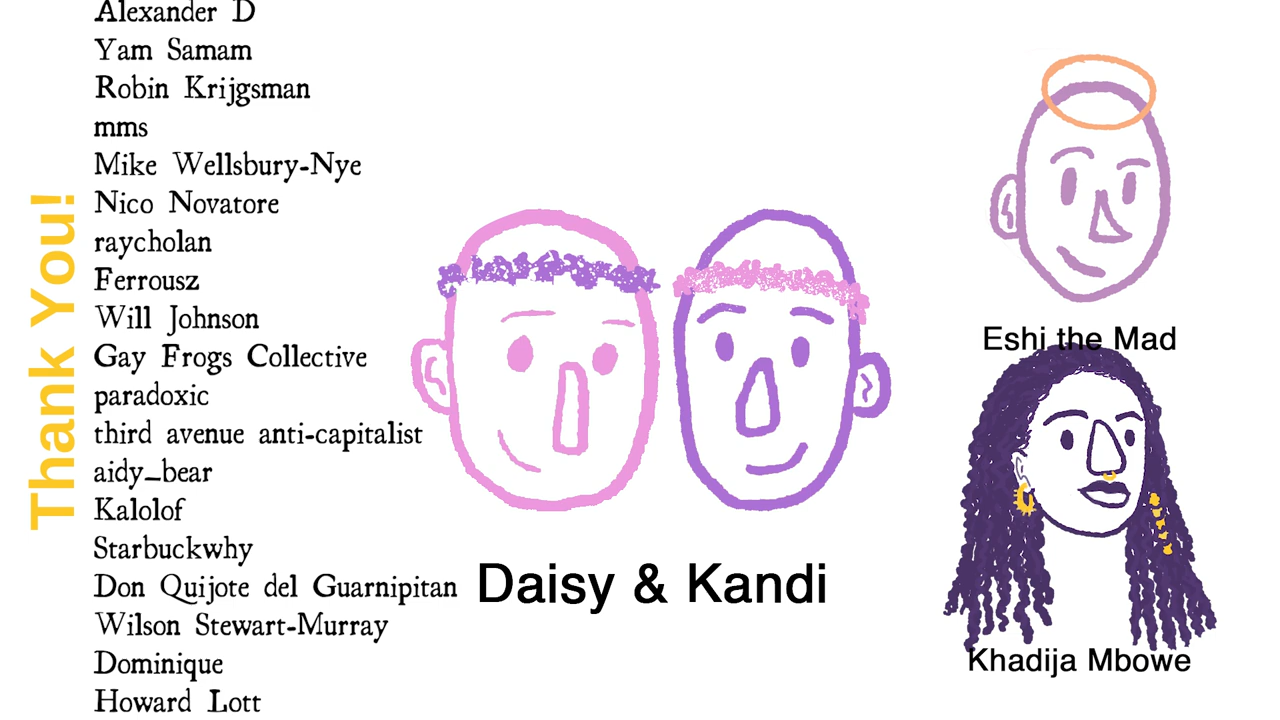 Thank You!
Alexander D
Yam Samam
Robin Krijgsman
mms
Mike Wellsbury-Nye
Nico Novatore
raycholan
Ferrousz
Will Johnson
Gay Frogs Collective
paradoxic
third avenue anti-capitalist
aidy_bear
Kalolof
Starbuckwhy
Don Quijote del Guarnipitan
Wilson Stewart-Murray
Dominique
Howard Lott
Daisy & Kandi
Eshi the Mad
Khadija Mbowe